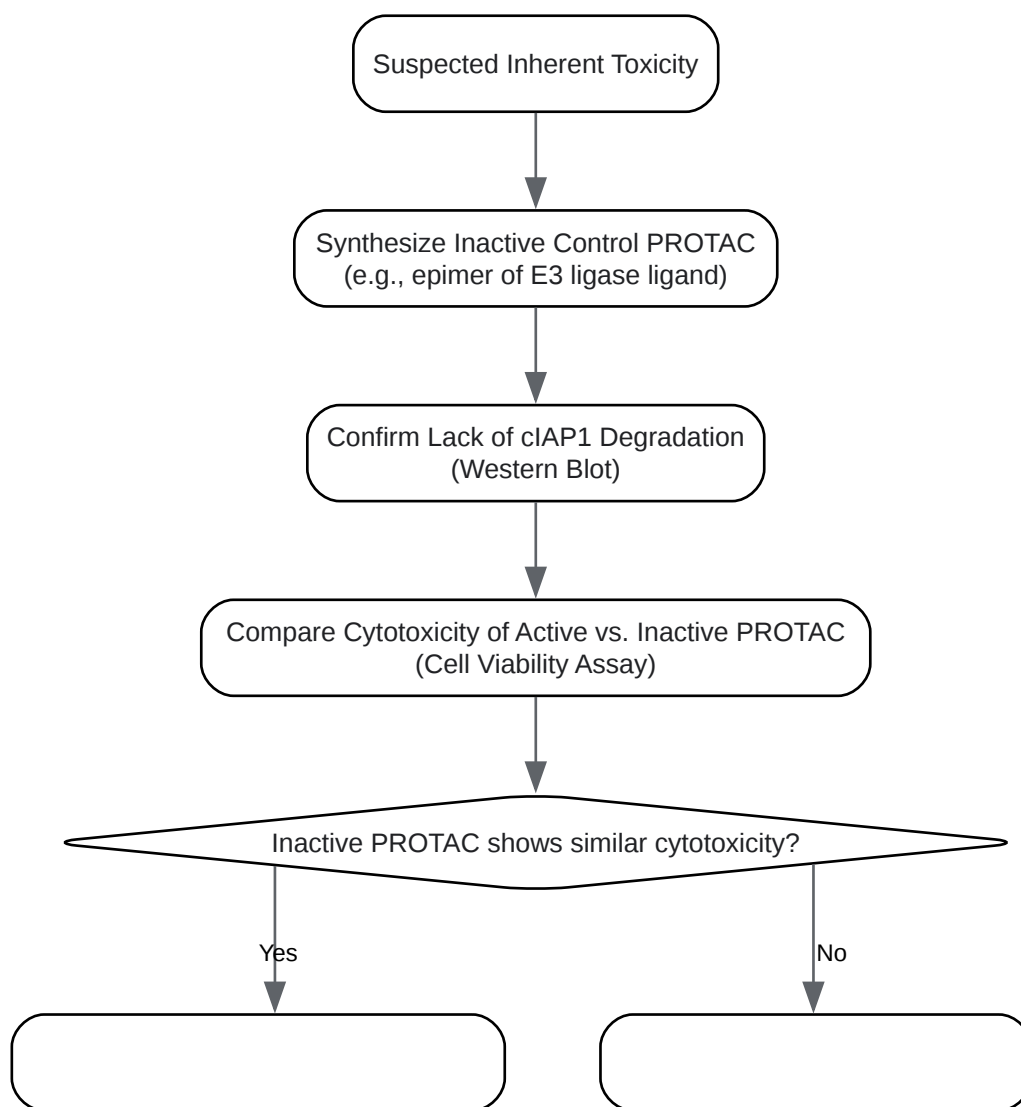 Suspected Inherent Toxicity
Synthesize Inactive Control PROTAC
(e.g., epimer of E3 ligase ligand)
Confirm Lack of cIAP1 Degradation
(Western Blot)
Compare Cytotoxicity of Active vs. Inactive PROTAC
(Cell Viability Assay)
Inactive PROTAC shows similar cytotoxicity?
Yes
No